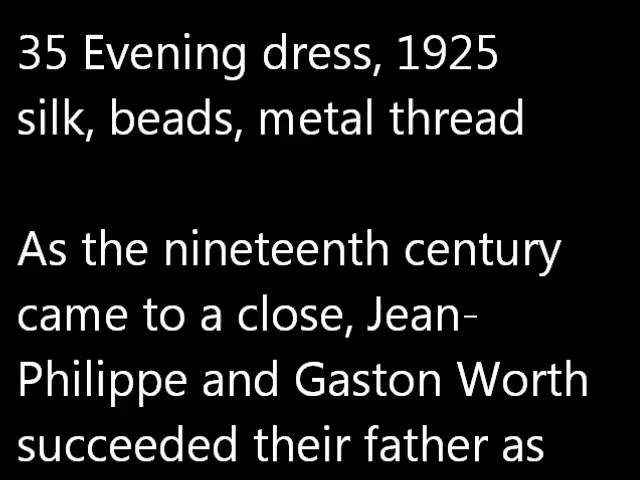 35 Evening dress, 1925
silk, beads, metal thread
As the nineteenth century
came to a close, Jean-
Philippe and Gaston Worth
succeeded their father as